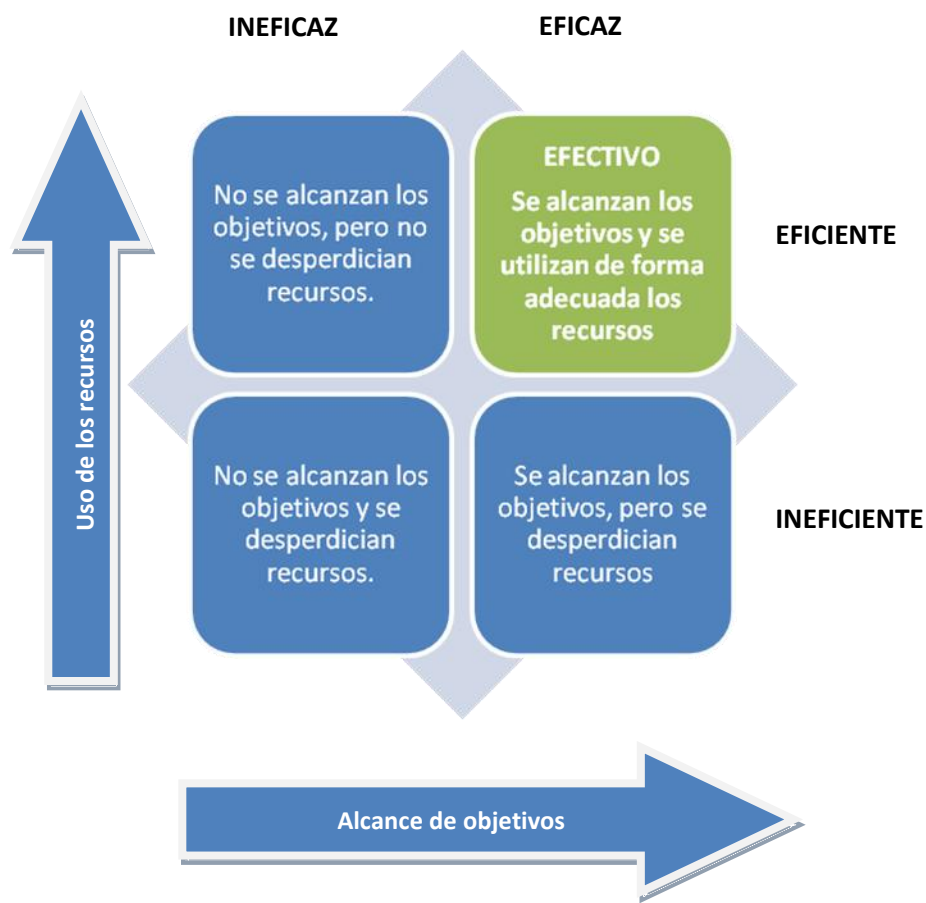 INEFICAZ
EFICAZ
No se alcanzan los
objetivos, pero no
se desperdician
recursos.
EFECTIVO
Se alcanzan los
objetivos y se
utilizan de forma
adecuada los
recursos
EFICIENTE
Uso de los recursos
No se alcanzan los
objetivos y se
desperdician
recursos.
Se alcanzan los
objetivos, pero se
desperdician
recursos
INEFICIENTE
Alcance de objetivos